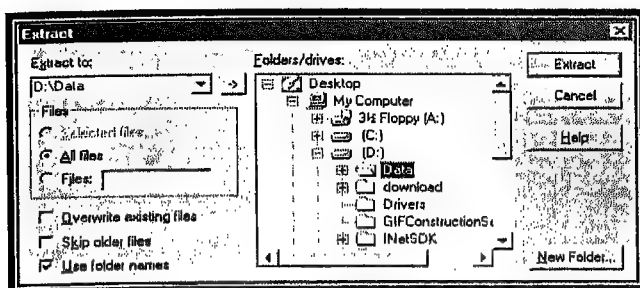 Extract
Extract to:
D:\Data
Files
Selected files
All files
Files:
Overwrite existing files
Skip older files
Use folder names
Folders/drives:
Desktop
My Computer
3½ Floppy (A:)
(C:)
(D:)
Data
download
Drivers
GIFConstructionSe
INetSDK
Extract
Cancel
Help
New Folder...